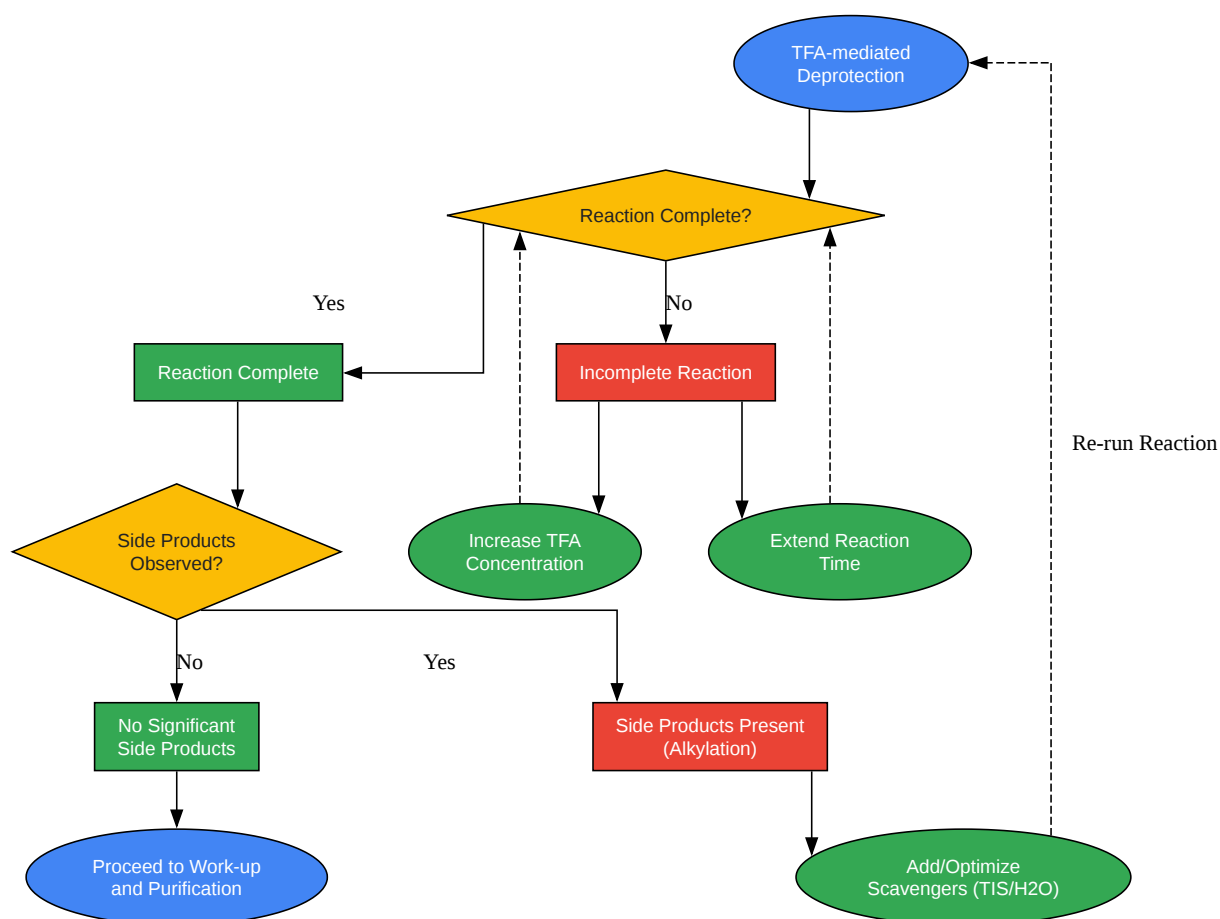 TFA-mediated
Deprotection
Reaction Complete?
Yes
No
Reaction Complete
Incomplete Reaction
Re-run Reaction
Side Products
Observed?
Increase TFA
Concentration
Extend Reaction
Time
No
Yes
No Significant
Side Products
Side Products Present
(Alkylation)
Proceed to Work-up
and Purification
Add/Optimize
Scavengers (TIS/H2O)